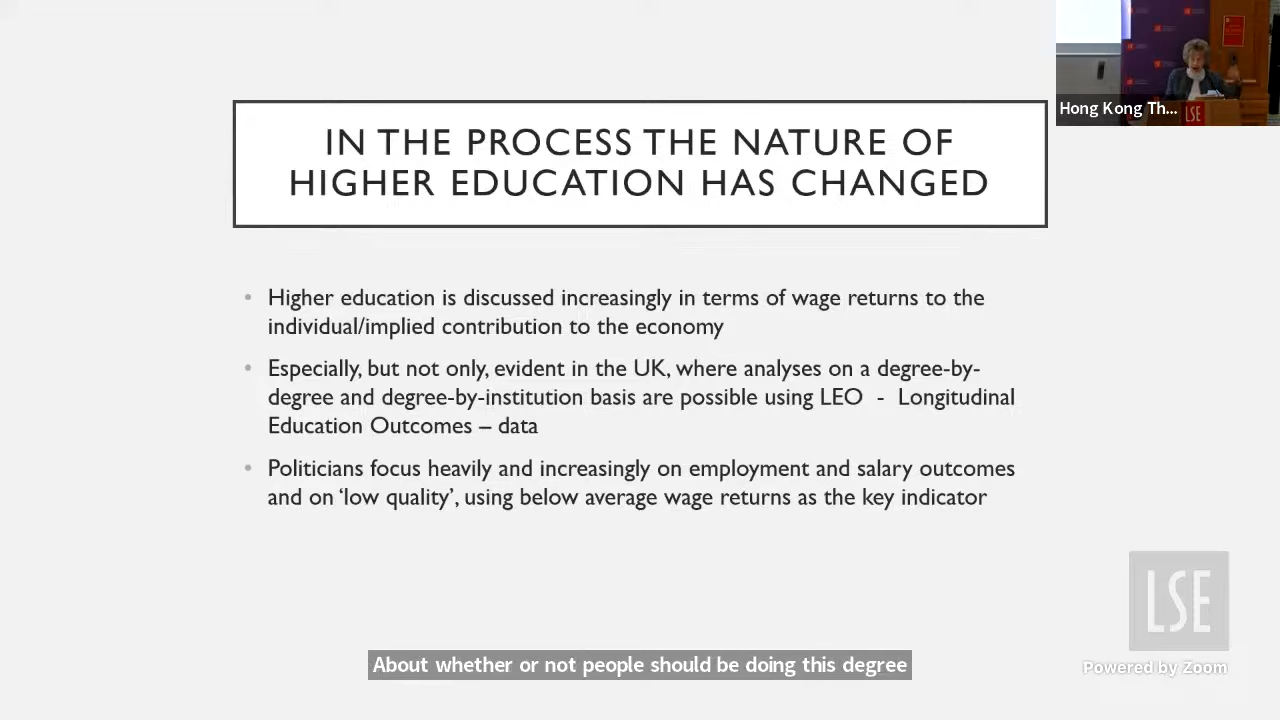 Hong Kong Th...
LSE
IN THE PROCESS THE NATURE OF
HIGHER EDUCATION HAS CHANGED
• Higher education is discussed increasingly in terms of wage returns to the
individual/implied contribution to the economy
• Especially, but not only, evident in the UK, where analyses on a degree-by-
degree and degree-by-institution basis are possible using LEO - Longitudinal
Education Outcomes – data
• Politicians focus heavily and increasingly on employment and salary outcomes
and on ‘low quality’, using below average wage returns as the key indicator
LSE
About whether or not people should be doing this degree
Powered by Zoom